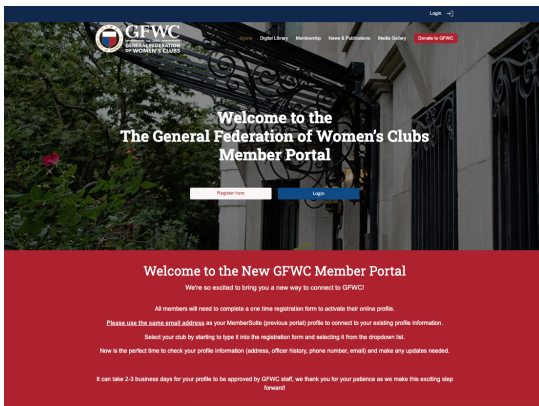 Login
GFWC
GENERAL FEDERATION
OF WOMEN'S CLUBS
Home Digital Library Membership News & Publications Media Gallery Donate to GFWC
Welcome to the
The General Federation of Women's Clubs
Member Portal
Register here Login
Welcome to the New GFWC Member Portal
We're so excited to bring you a new way to connect to GFWC!
All members will need to complete a one time registration form to activate their online profile.
Please use the same email address as your MemberSuite (previous portal) profile to connect to your existing profile information.
Select your club by starting to type it into the registration form and selecting it from the dropdown list.
Now is the perfect time to check your profile information (address, officer history, phone number, email) and make any updates needed.
It can take 2-3 business days for your profile to be approved by GFWC staff, we thank you for your patience as we make this exciting step
forward!